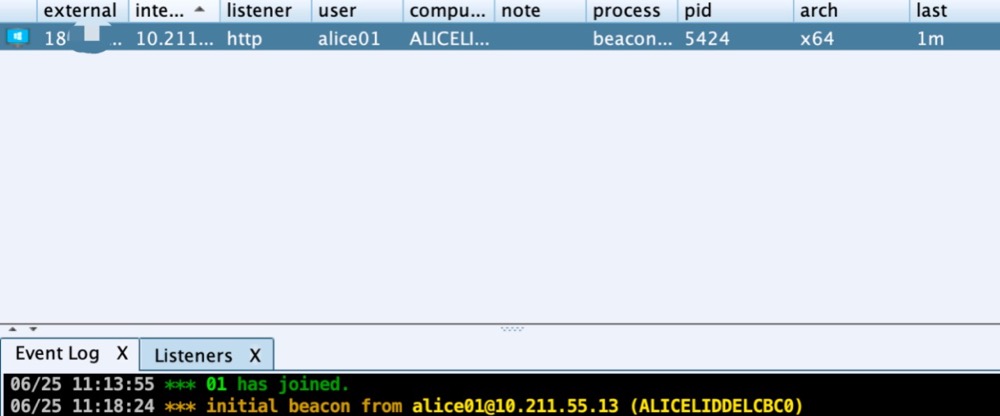 external inte... listener user compu... note process pid arch last
10.211... http alice01 ALICELI... beacon... 5424 x64 1m
Event Log X Listeners X
06/25 11:13:55 *** 01 has joined.
06/25 11:18:24 *** initial beacon from alice01@10.211.55.13 (ALICELIDDELCBC0)